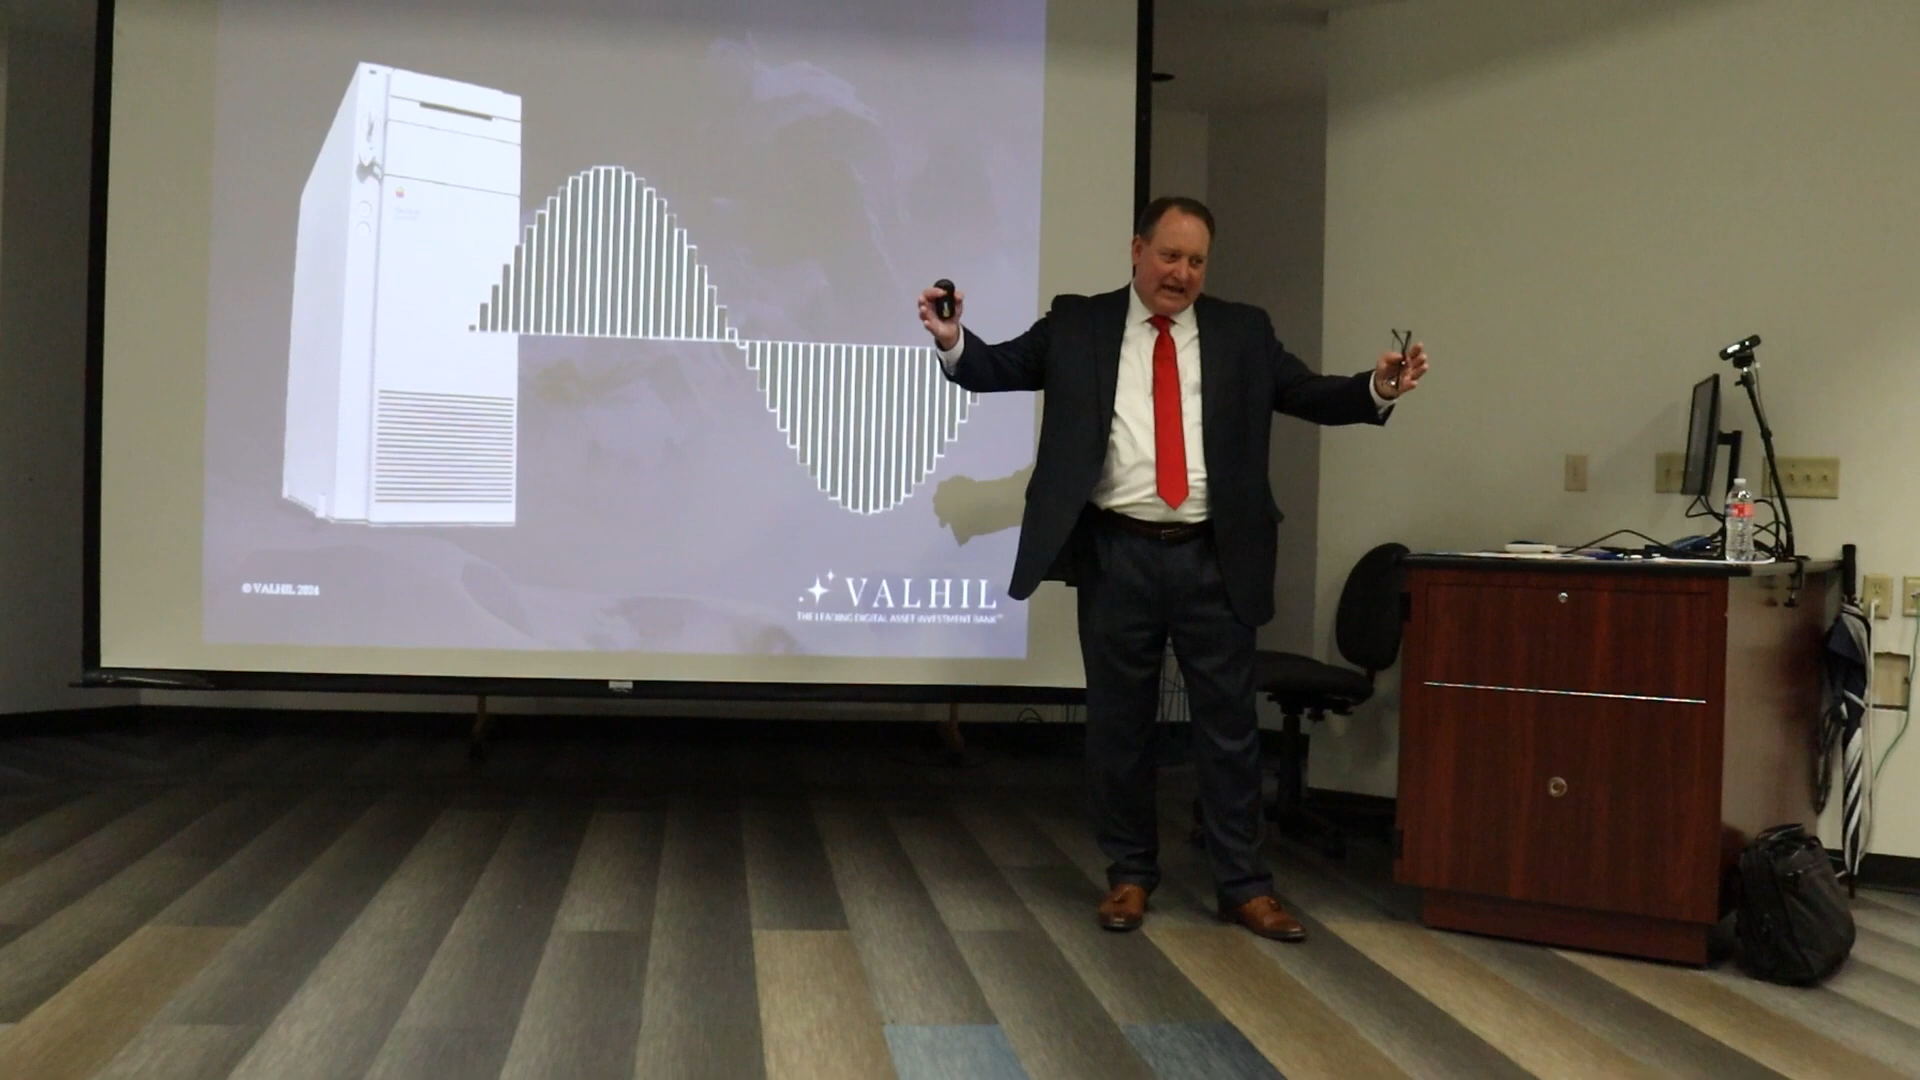 © VALHIL 2024
VALHIL
THE LEADING DIGITAL ASSET INVESTMENT BANK™